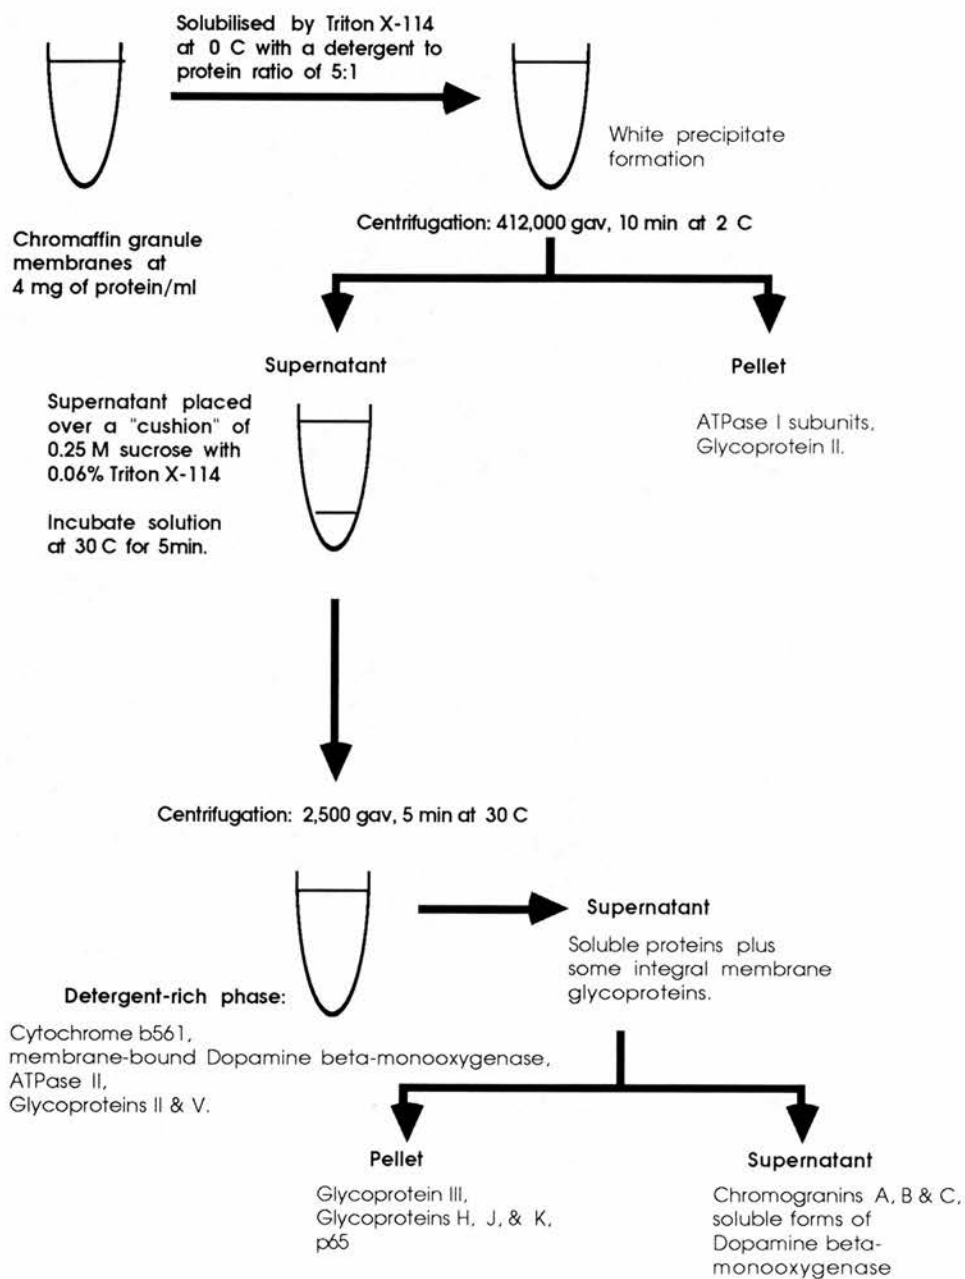 Solubilised by Triton X-114
at 0 C with a detergent to
protein ratio of 5:1
White precipitate
formation
Chromaffin granule
membranes at
4 mg of protein/ml
Centrifugation: 412,000 gav, 10 min at 2 C
Supernatant
Pellet
Supernatant placed
over a "cushion" of
0.25 M sucrose with
0.06% Triton X-114
Incubate solution
at 30 C for 5min.
ATPase I subunits,
Glycoprotein II.
Centrifugation: 2,500 gav, 5 min at 30 C
Supernatant
Soluble proteins plus
some integral membrane
glycoproteins.
Detergent-rich phase:
Cytochrome b561,
membrane-bound Dopamine beta-monooxygenase,
ATPase II,
Glycoproteins II & V.
Pellet
Glycoprotein III,
Glycoproteins H, J, & K,
p65
Supernatant
Chromogranins A, B & C,
soluble forms of
Dopamine beta-
monooxygenase